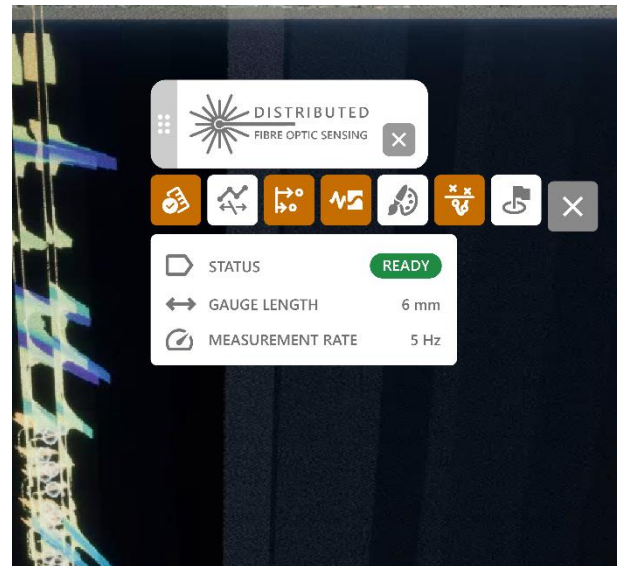 DISTRIBUTED
FIBRE OPTIC SENSING
STATUS READY
GAUGE LENGTH 6 mm
MEASUREMENT RATE 5 Hz